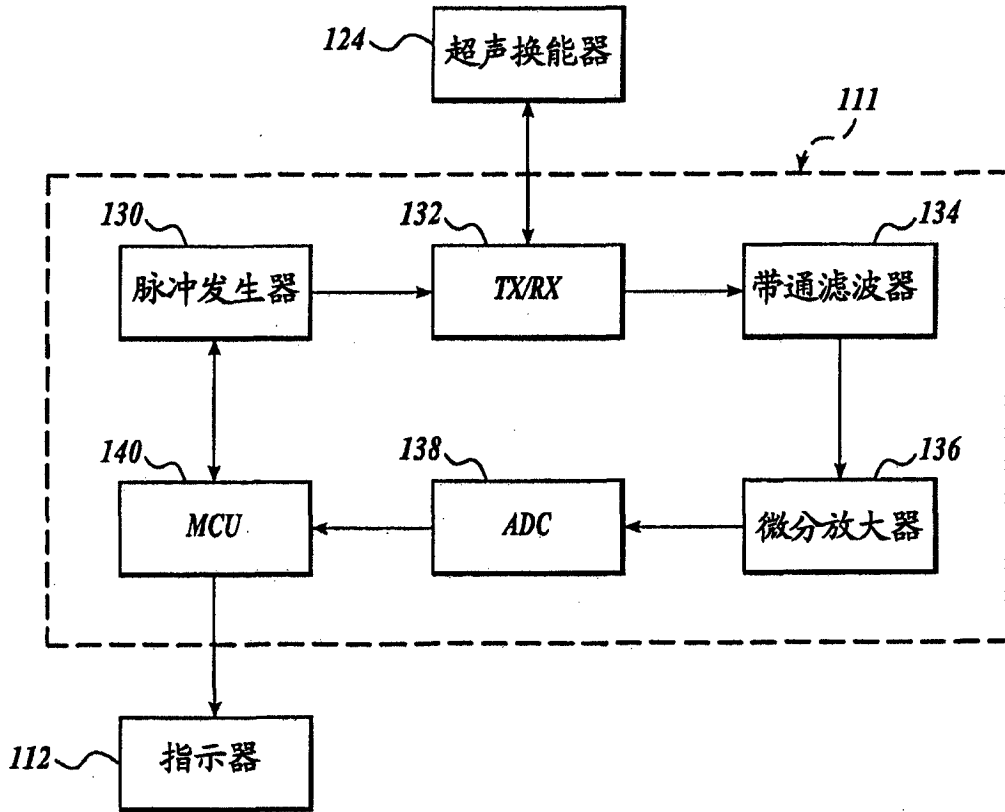 124
超声换能器
111
130
脉冲发生器
132
TX/RX
134
带通滤波器
140
MCU
138
ADC
136
微分放大器
112
指示器